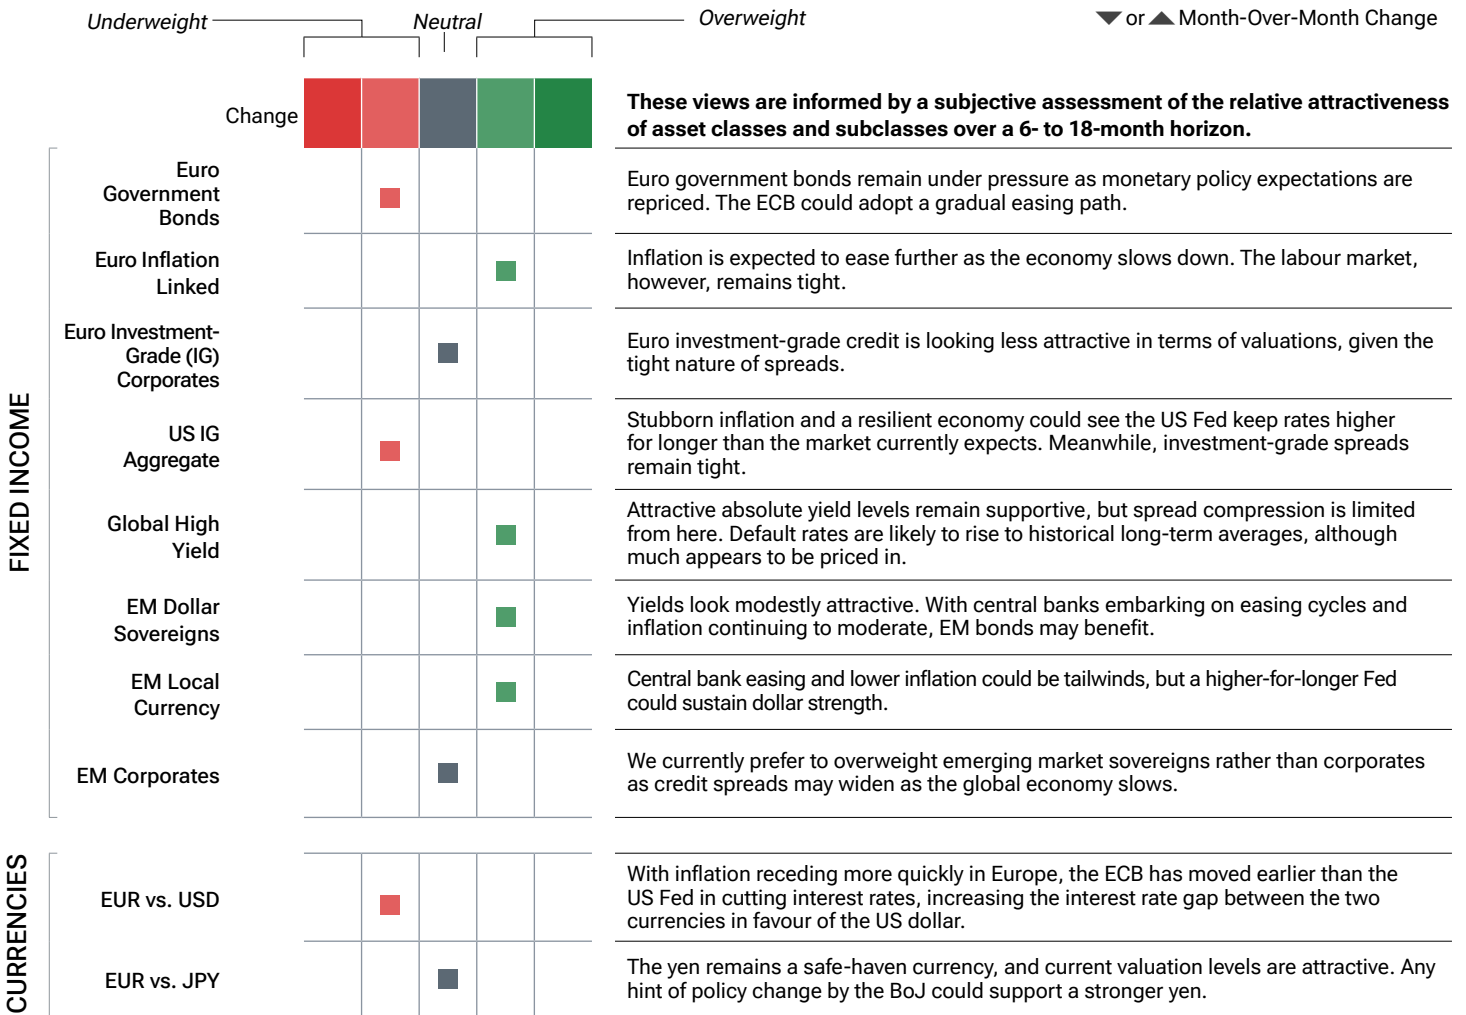 Underweight
Neutral
Overweight
or Month-Over-Month Change
Change
These views are informed by a subjective assessment of the relative attractiveness
of asset classes and subclasses over a 6- to 18-month horizon.
FIXED INCOME
Euro
Government
Bonds
Euro government bonds remain under pressure as monetary policy expectations are
repriced. The ECB could adopt a gradual easing path.
Euro Inflation
Linked
Inflation is expected to ease further as the economy slows down. The labour market,
however, remains tight.
Euro Investment-
Grade (IG)
Corporates
Euro investment-grade credit is looking less attractive in terms of valuations, given the
tight nature of spreads.
US IG
Aggregate
Stubborn inflation and a resilient economy could see the US Fed keep rates higher
for longer than the market currently expects. Meanwhile, investment-grade spreads
remain tight.
Global High
Yield
Attractive absolute yield levels remain supportive, but spread compression is limited
from here. Default rates are likely to rise to historical long-term averages, although
much appears to be priced in.
EM Dollar
Sovereigns
Yields look modestly attractive. With central banks embarking on easing cycles and
inflation continuing to moderate, EM bonds may benefit.
EM Local
Currency
Central bank easing and lower inflation could be tailwinds, but a higher-for-longer Fed
could sustain dollar strength.
EM Corporates
We currently prefer to overweight emerging market sovereigns rather than corporates
as credit spreads may widen as the global economy slows.
CURRENCIES
EUR vs. USD
With inflation receding more quickly in Europe, the ECB has moved earlier than the
US Fed in cutting interest rates, increasing the interest rate gap between the two
currencies in favour of the US dollar.
EUR vs. JPY
The yen remains a safe-haven currency, and current valuation levels are attractive. Any
hint of policy change by the BoJ could support a stronger yen.